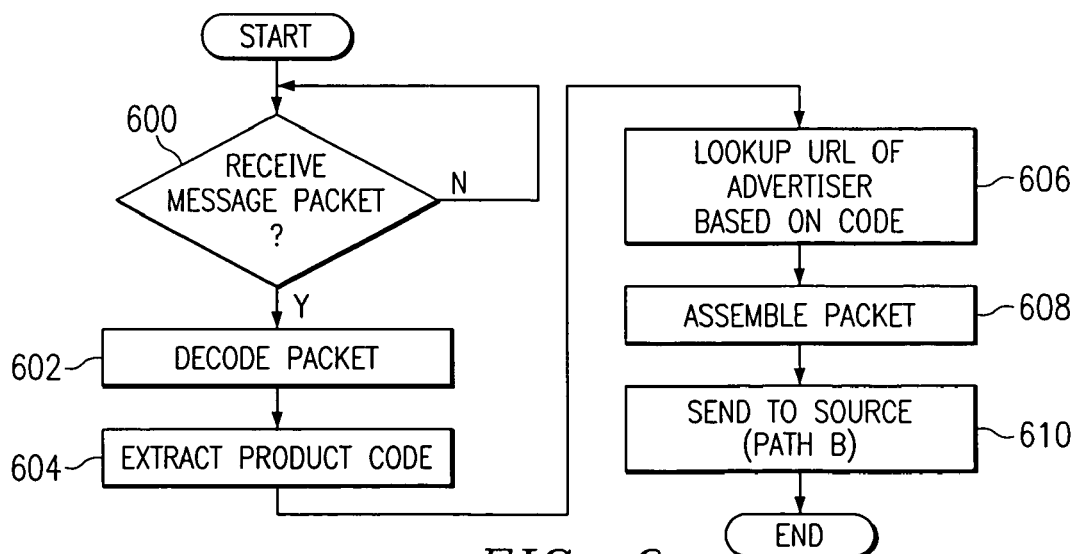 START
600
RECEIVE
MESSAGE PACKET
?
N
Y
602
DECODE PACKET
604
EXTRACT PRODUCT CODE
LOOKUP URL OF
ADVERTISER
BASED ON CODE
606
ASSEMBLE PACKET
608
SEND TO SOURCE
(PATH B)
610
END